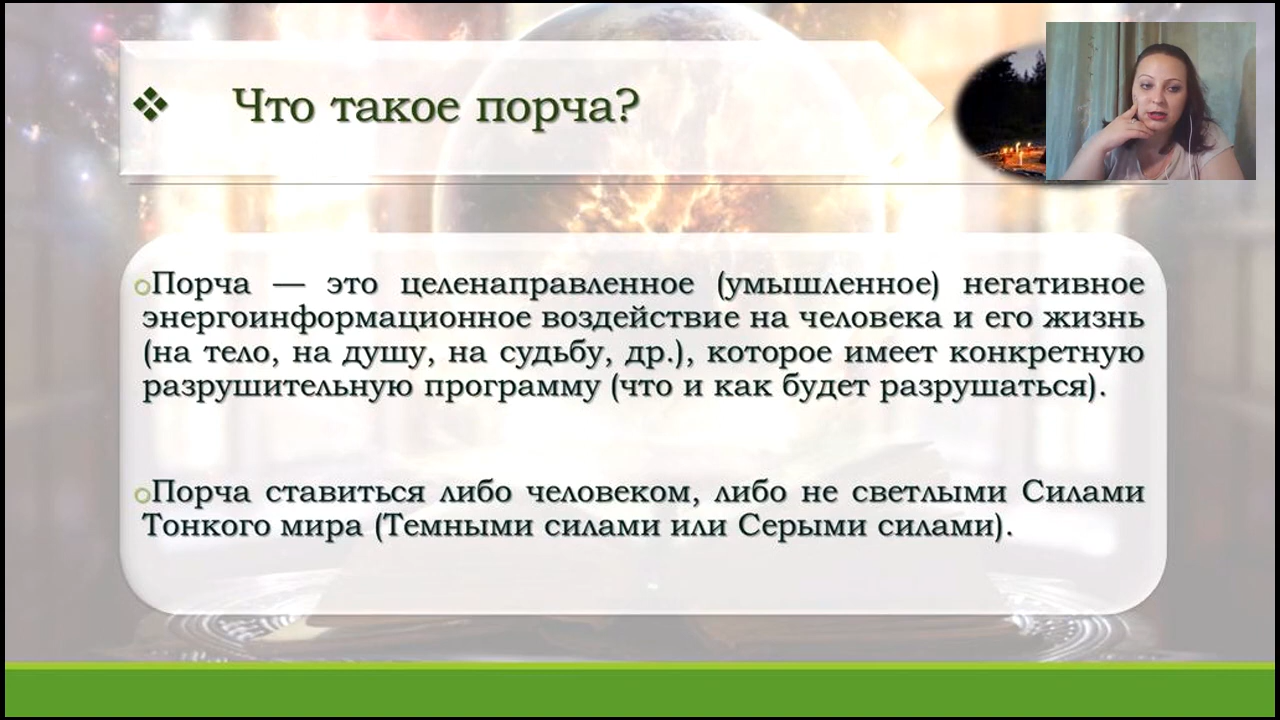 Что такое порча?
Порча — это целенаправленное (умышленное) негативное
энергоинформационное воздействие на человека и его жизнь
(на тело, на душу, на судьбу, др.), которое имеет конкретную
разрушительную программу (что и как будет разрушаться).
Порча ставиться либо человеком, либо не светлыми Силами
Тонкого мира (Темными силами или Серыми силами).